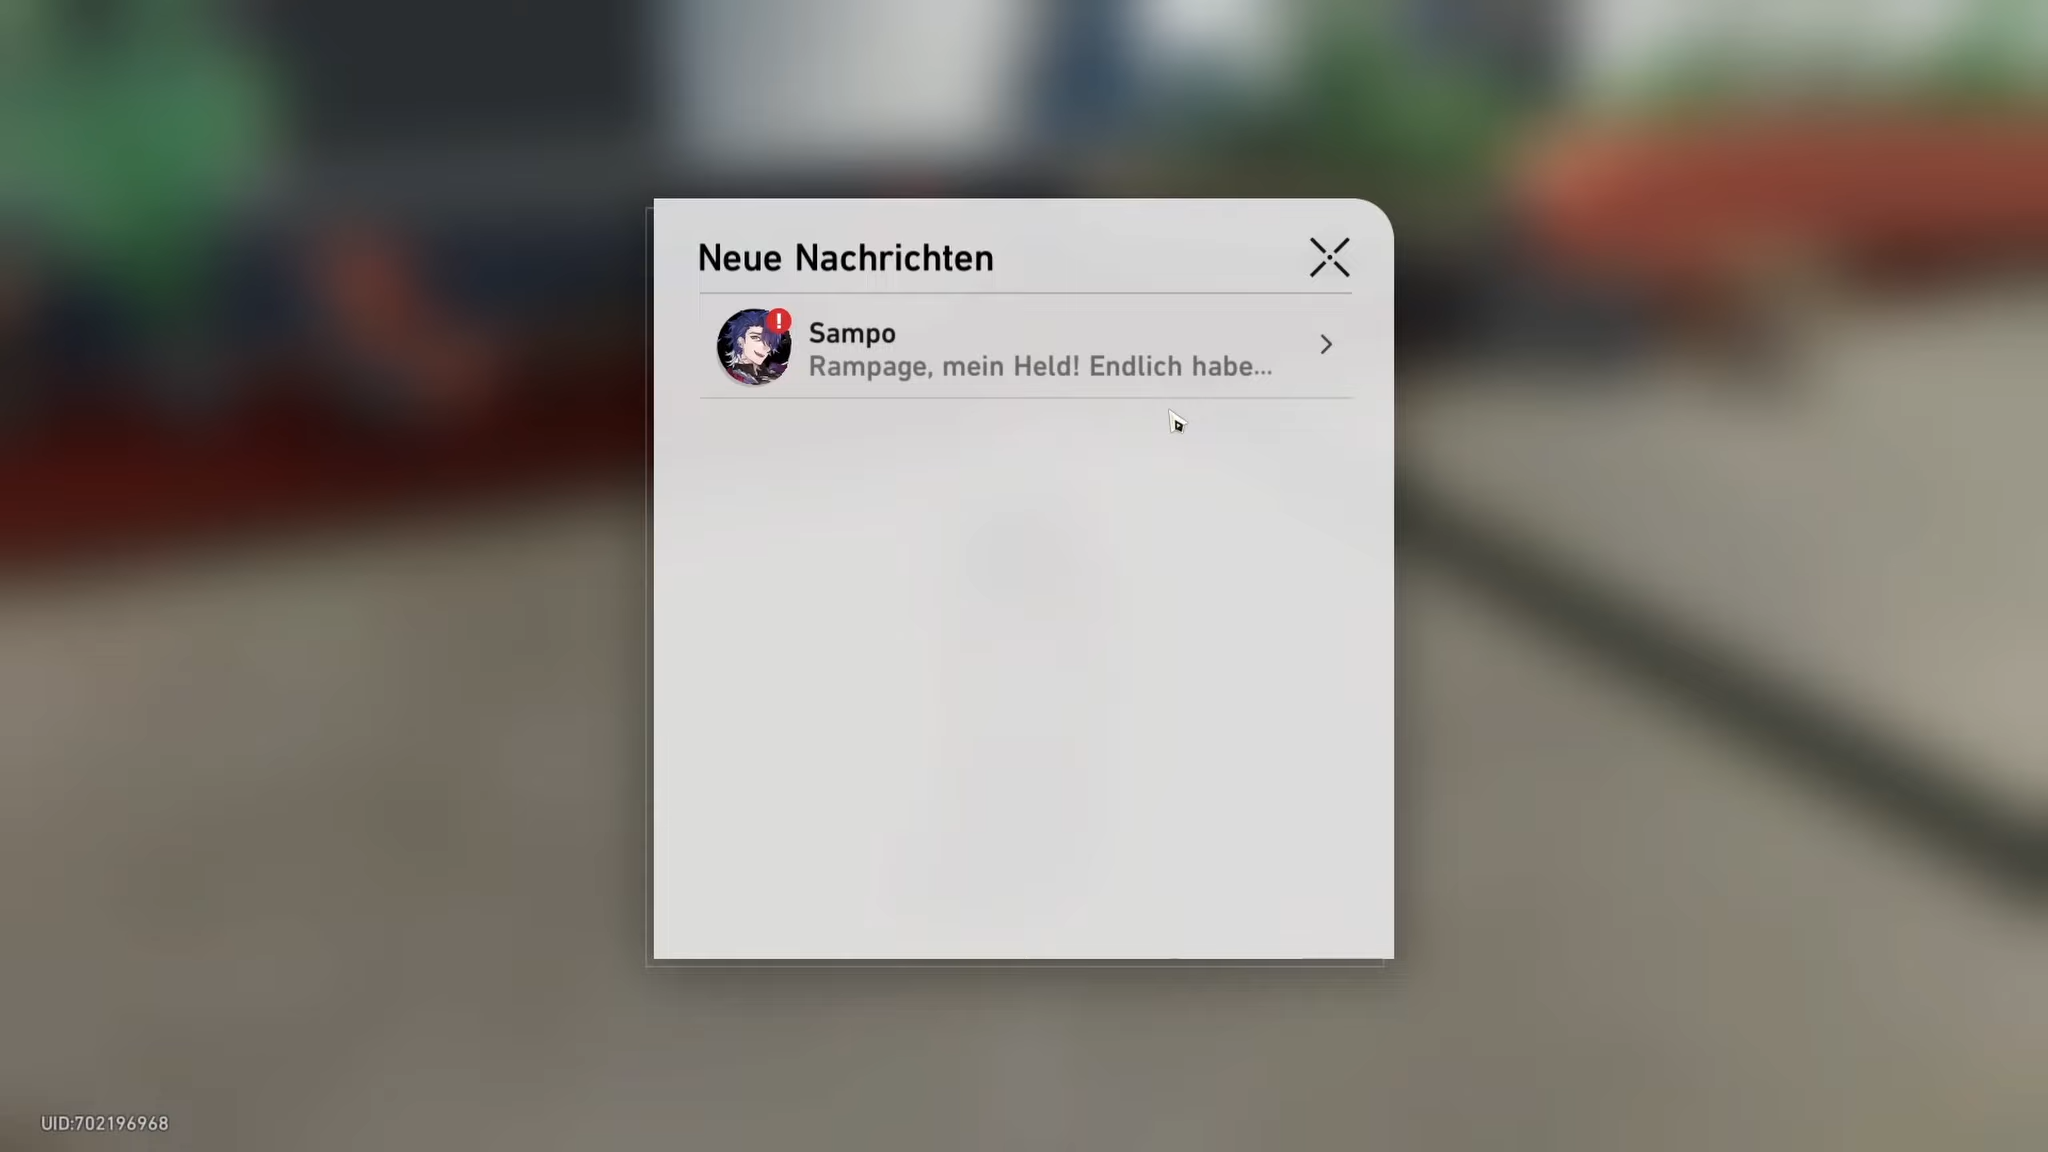 Neue Nachrichten
Sampo
Rampage, mein Held! Endlich habe...
UID:702196968